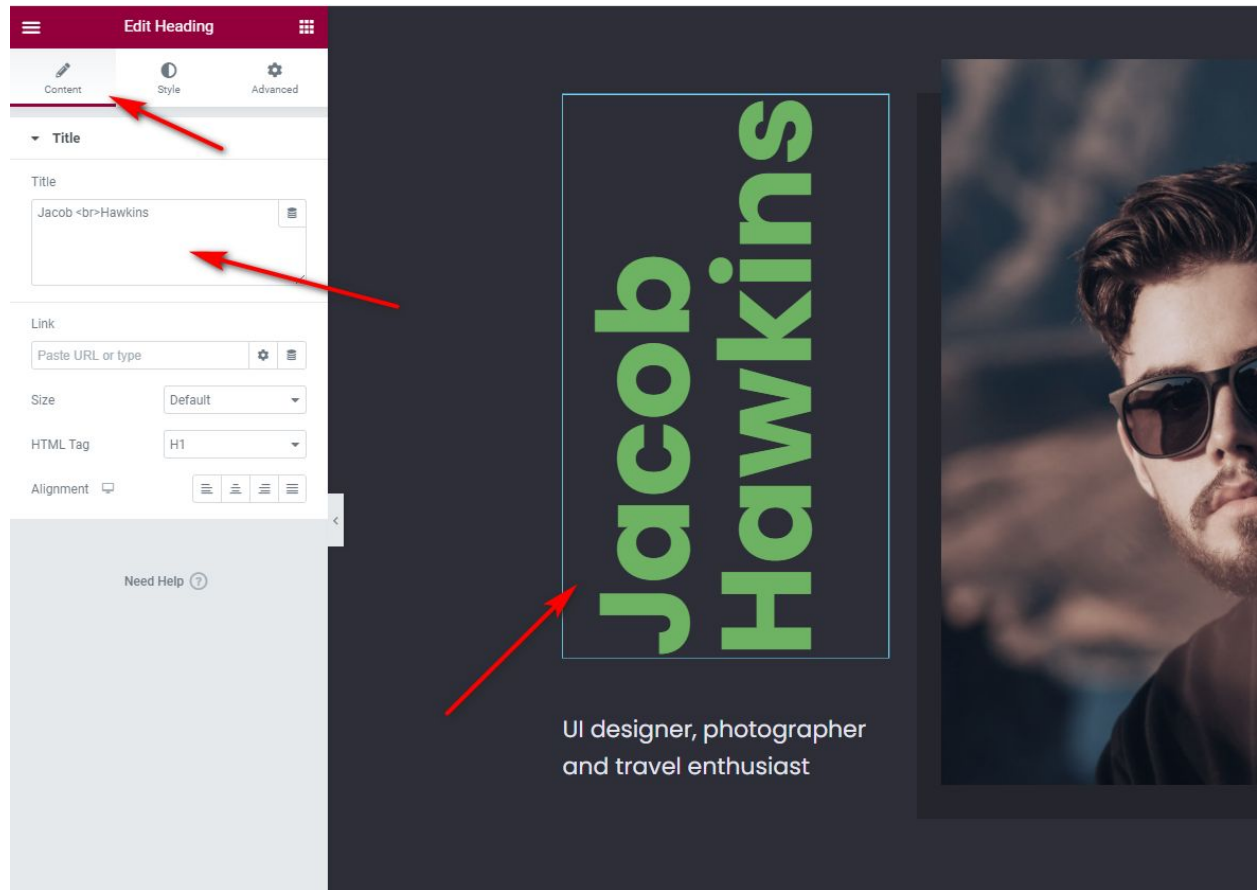 Edit Heading
Content
Style
Advanced
Title
Title
Jacob <br>Hawkins
Link
Paste URL or type
Size
Default
HTML Tag
H1
Alignment
Need Help ?
Jacob
Hawkins
UI designer, photographer
and travel enthusiast